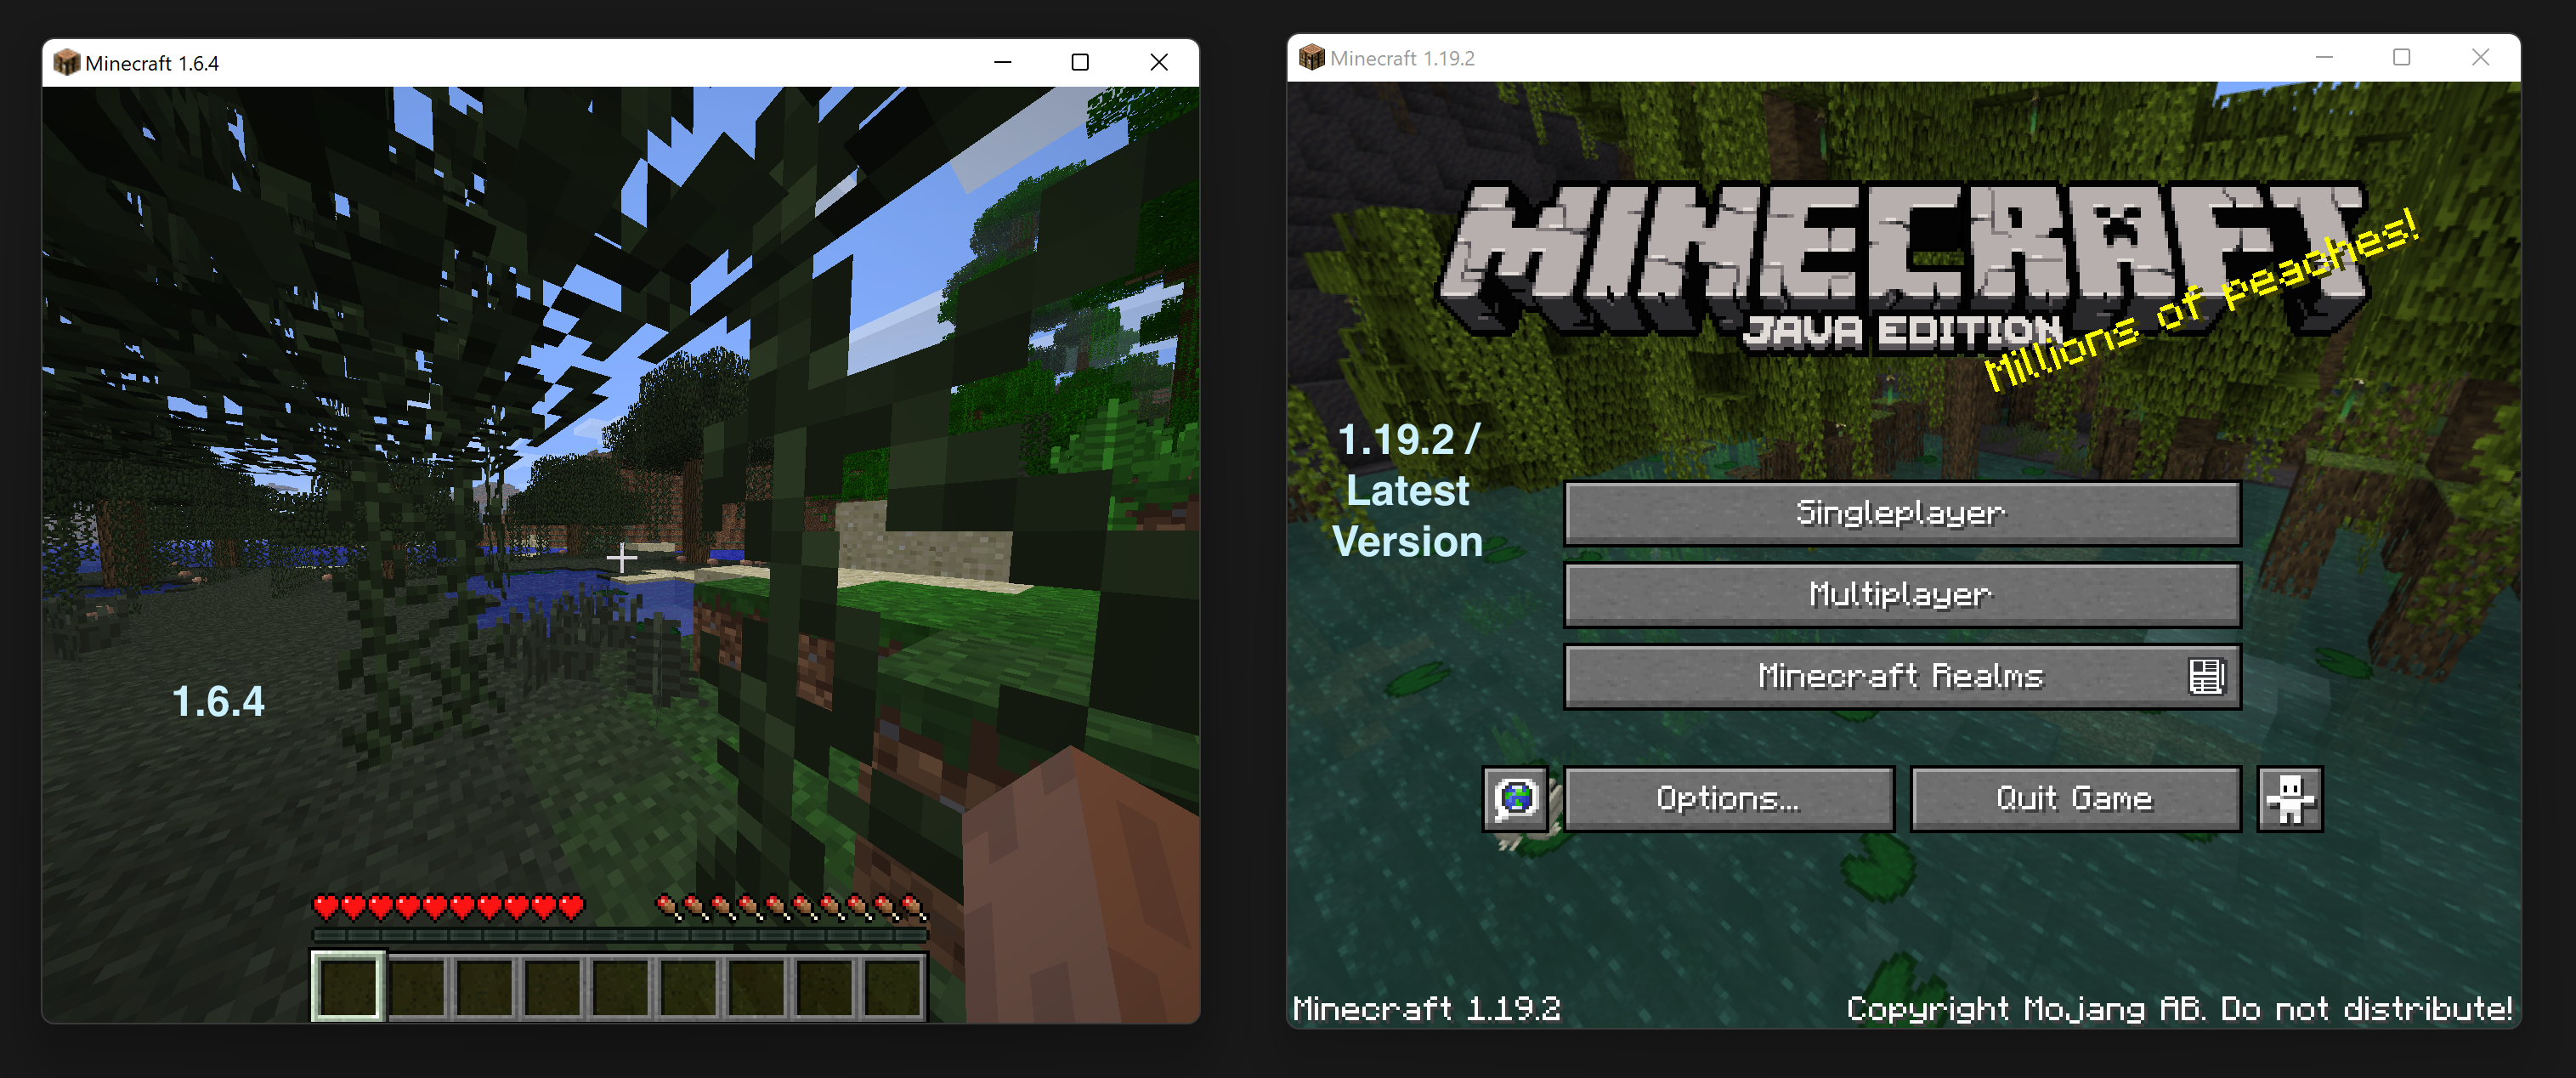 Minecraft 1.6.4
1.6.4
Minecraft 1.19.2
MINECRAFT
JAVA EDITION
Millions of peaches!
1.19.2 /
Latest
Version
Singleplayer
Multiplayer
Minecraft Realms
Options...
Quit Game
Minecraft 1.19.2
Copyright Mojang AB. Do not distribute!